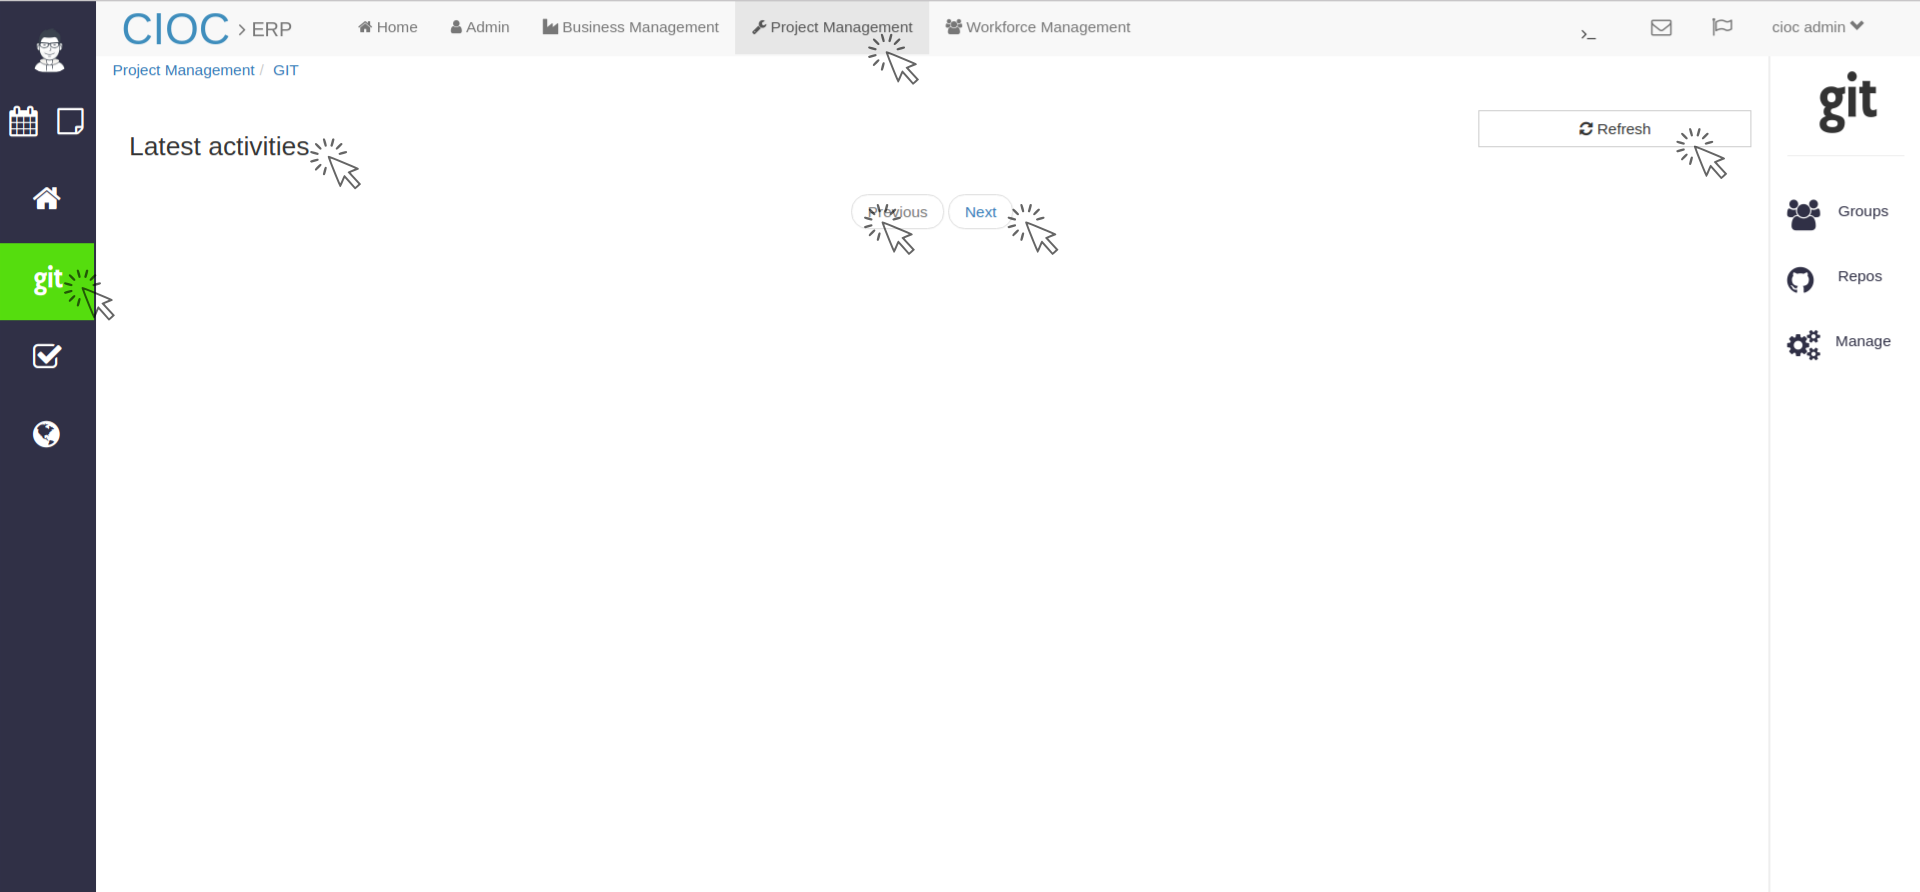 CIOC > ERP
Home
Admin
Business Management
Project Management
Workforce Management
>_
cioc admin
Project Management / GIT
git
Latest activities
Refresh
Previous
Next
git
Groups
Repos
Manage